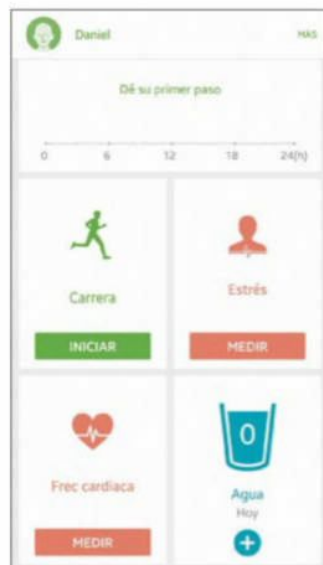 Daniel MÁS
Dé su primer paso
0 6 12 18 24(h)
Carrera
INICIAR
Estrés
MEDIR
Frec cardiaca
MEDIR
0
Agua
Hoy